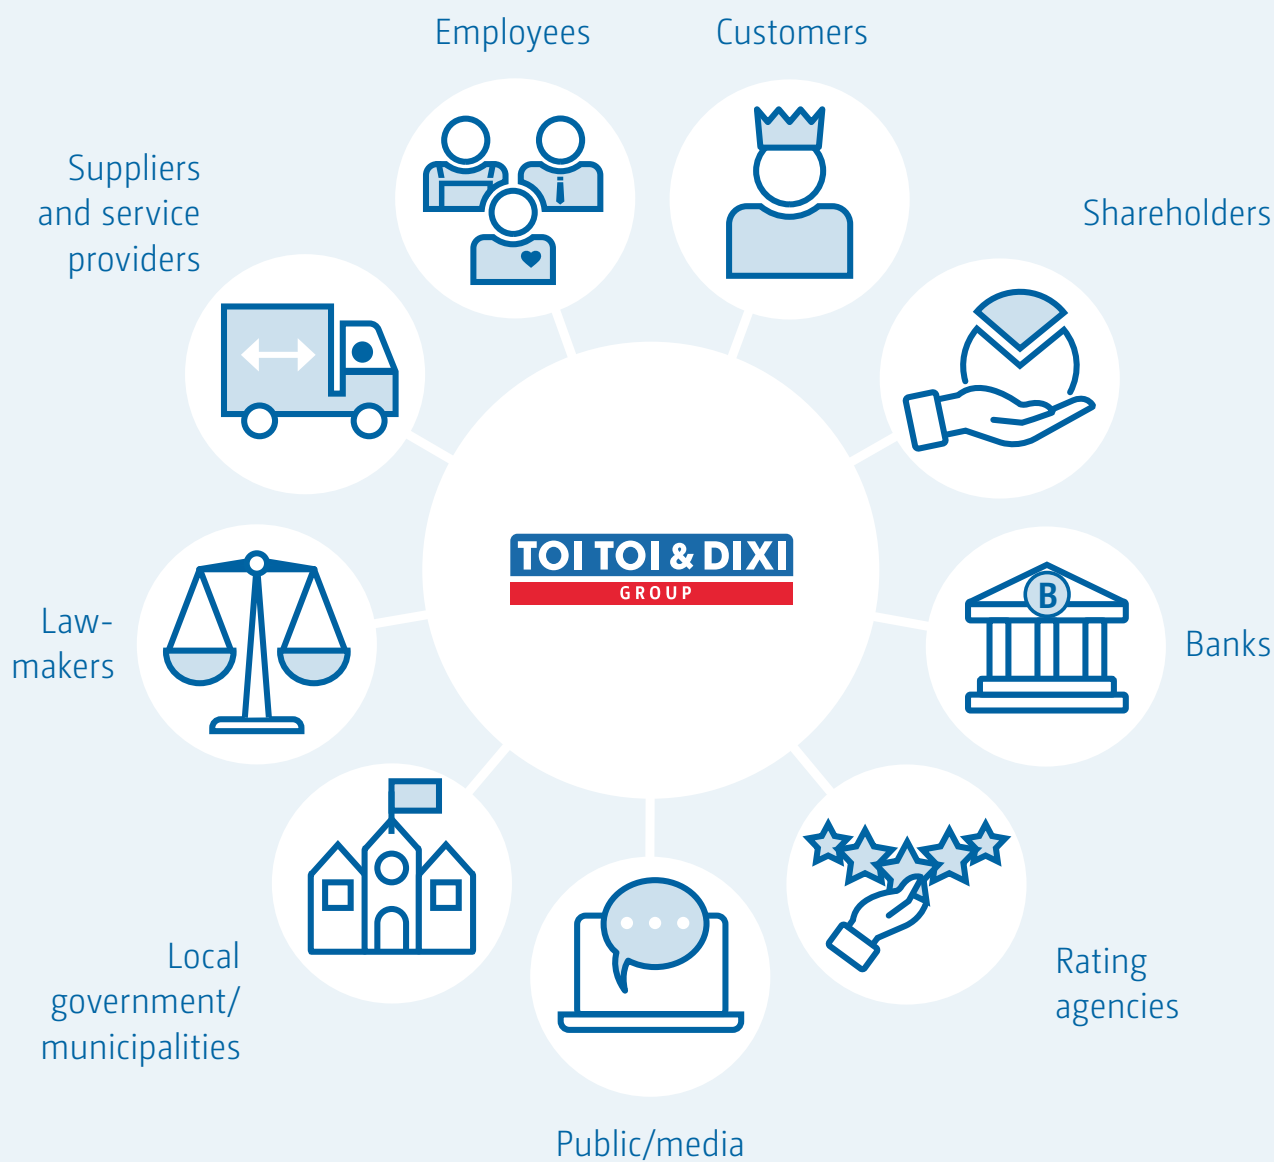 Employees
Customers
Suppliers
and service
providers
Shareholders
TOI TOI & DIXI
GROUP
B
Law-
makers
Banks
Local
government/
municipalities
Rating
agencies
Public/media